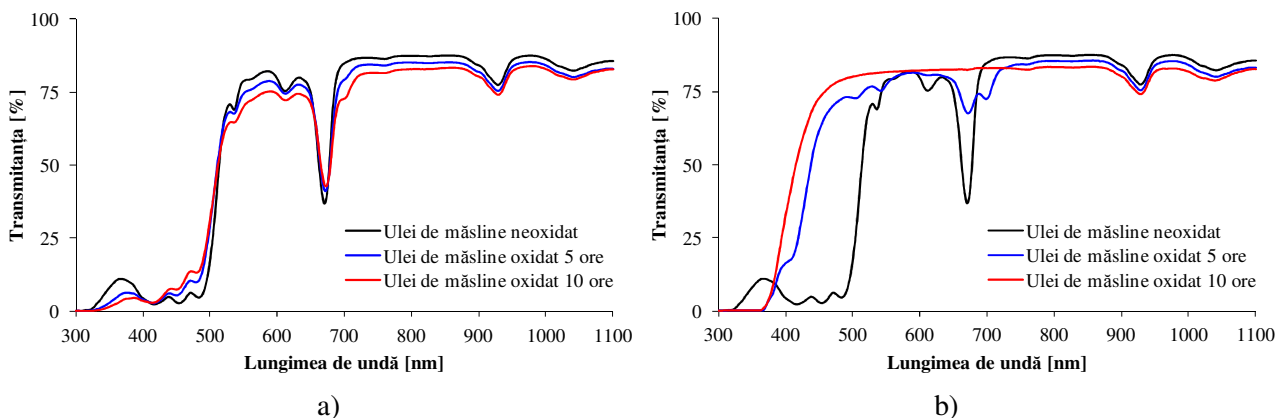 100
75
50
25
0
Transmitanța [%]
Ulei de măsline neoxidat
Ulei de măsline oxidat 5 ore
Ulei de măsline oxidat 10 ore
300 400 500 600 700 800 900 1000 1100
Lungimea de undă [nm]
a)
100
75
50
25
0
Transmitanța [%]
Ulei de măsline neoxidat
Ulei de măsline oxidat 5 ore
Ulei de măsline oxidat 10 ore
300 400 500 600 700 800 900 1000 1100
Lungimea de undă [nm]
b)